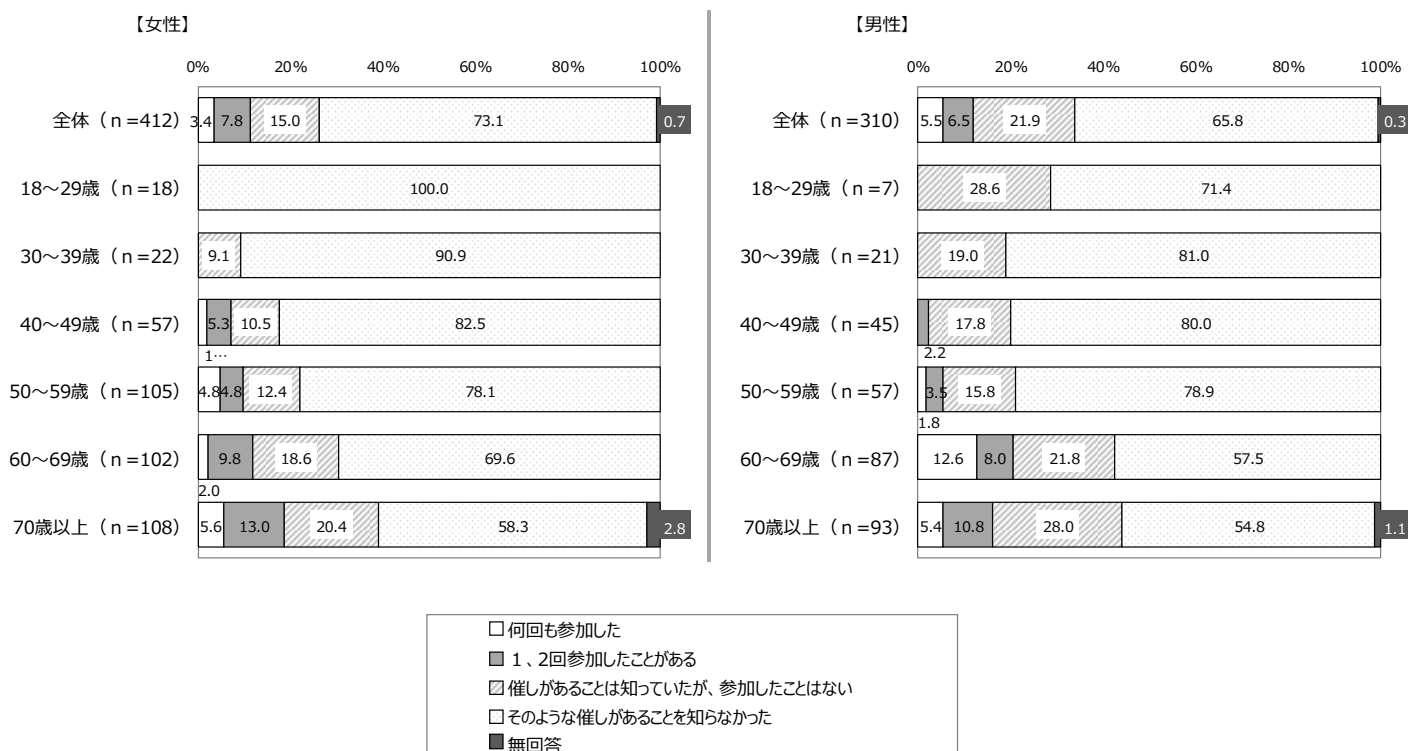 【女性】
0% 20% 40% 60% 80% 100%
全体（ｎ=412） 3.4 7.8 15.0 73.1 0.7
18～29歳（ｎ=18） 100.0
30～39歳（ｎ=22） 9.1 90.9
40～49歳（ｎ=57） 5.3 10.5 82.5
1…
50～59歳（ｎ=105） 4.8 4.8 12.4 78.1
60～69歳（ｎ=102） 9.8 18.6 69.6
2.0
70歳以上（ｎ=108） 5.6 13.0 20.4 58.3 2.8
【男性】
0% 20% 40% 60% 80% 100%
全体（ｎ=310） 5.5 6.5 21.9 65.8 0.3
18～29歳（ｎ=7） 28.6 71.4
30～39歳（ｎ=21） 19.0 81.0
40～49歳（ｎ=45） 17.8 80.0
2.2
50～59歳（ｎ=57） 3.5 15.8 78.9
1.8
60～69歳（ｎ=87） 12.6 8.0 21.8 57.5
70歳以上（ｎ=93） 5.4 10.8 28.0 54.8 1.1
何回も参加した
１、2回参加したことがある
催しがあることは知っていたが、参加したことはない
そのような催しがあることを知らなかった
無回答